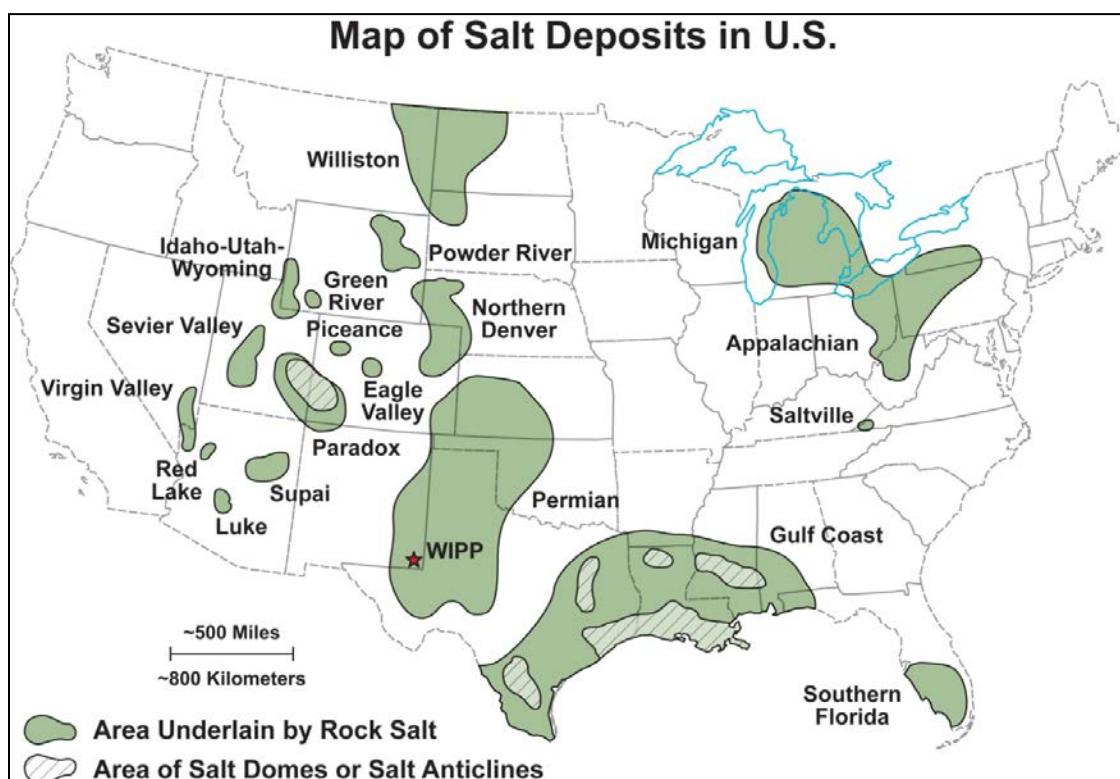 Map of Salt Deposits in U.S.
Williston
Michigan
Idaho-Utah-
Wyoming
Powder River
Green
River
Northern
Denver
Sevier Valley
Piceance
Appalachian
Virgin Valley
Eagle
Valley
Saltville
Paradox
Red
Lake
Supai
Permian
Luke
Gulf Coast
WIPP
~500 Miles
~800 Kilometers
Southern
Florida
Area Underlain by Rock Salt
Area of Salt Domes or Salt Anticlines